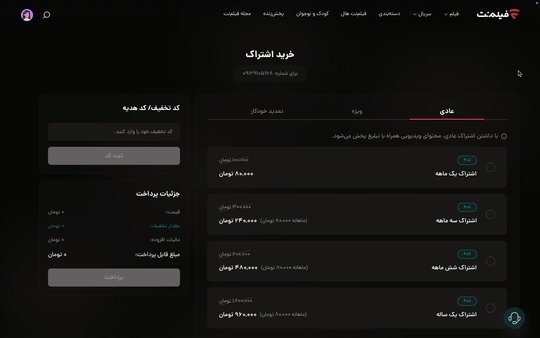 فیلمنت
فیلم
سریال
دسته‌بندی
فیلم‌نت هال
کودک و نوجوان
پخش‌زنده
مجله فیلم‌نت
خرید اشتراک
برای شماره: ۰۹۱۲۹۱۰۵۱۶۸
عادی
ویژه
تمدید خودکار
با داشتن اشتراک عادی، محتوای ویدیویی همراه با تبلیغ پخش می‌شود.
۲۰٪
۱۰۰,۰۰۰ تومان
اشتراک یک ماهه
۸۰,۰۰۰ تومان
۲۰٪
۳۰۰,۰۰۰ تومان
اشتراک سه ماهه
(ماهانه ۸۰,۰۰۰ تومان) ۲۴۰,۰۰۰ تومان
۲۰٪
۶۰۰,۰۰۰ تومان
اشتراک شش ماهه
(ماهانه ۸۰,۰۰۰ تومان) ۴۸۰,۰۰۰ تومان
۲۰٪
۱,۲۰۰,۰۰۰ تومان
اشتراک یک ساله
(ماهانه ۸۰,۰۰۰ تومان) ۹۶۰,۰۰۰ تومان
کد تخفیف/ کد هدیه
کد تخفیف خود را وارد کنید.
ثبت کد
جزئیات پرداخت
قیمت: ۰ تومان
مقدار تخفیف: ۰ تومان
مالیات افزوده: ۰ تومان
مبلغ قابل پرداخت: ۰ تومان
پرداخت